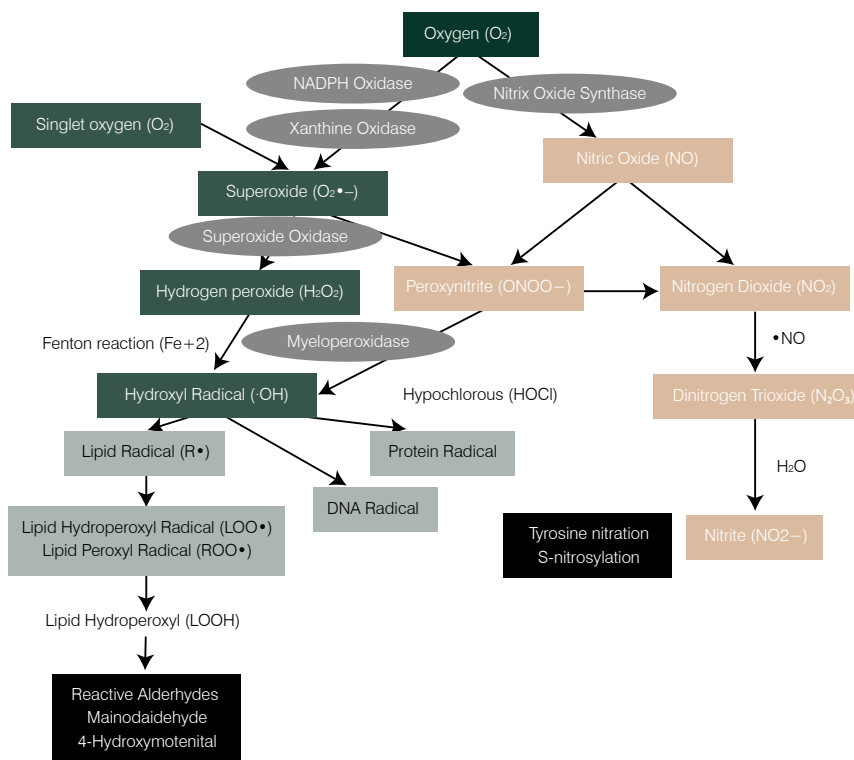 Oxygen (O₂)
NADPH Oxidase
Nitrix Oxide Synthase
Singlet oxygen (O₂)
Xanthine Oxidase
Nitric Oxide (NO)
Superoxide (O₂•–)
Superoxide Oxidase
Hydrogen peroxide (H₂O₂)
Peroxynitrite (ONOO−)
Nitrogen Dioxide (NO₂)
Fenton reaction (Fe+2)
Myeloperoxidase
•NO
Hydroxyl Radical (·OH)
Hypochlorous (HOCl)
Dinitrogen Trioxide (N₂O₃)
Lipid Radical (R•)
Protein Radical
H₂O
DNA Radical
Lipid Hydroperoxyl Radical (LOO•)
Lipid Peroxyl Radical (ROO•)
Tyrosine nitration
S-nitrosylation
Nitrite (NO2−)
Lipid Hydroperoxyl (LOOH)
Reactive Alderhydes
Mainodaidehyde
4-Hydroxymotenital